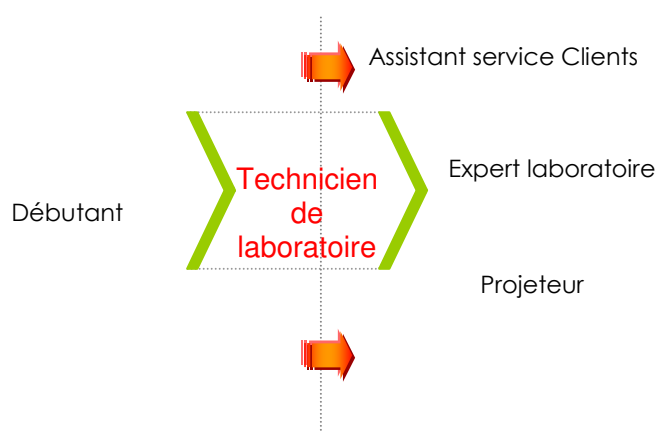 Assistant service Clients
Expert laboratoire
Technicien
de
laboratoire
Débutant
Projeteur